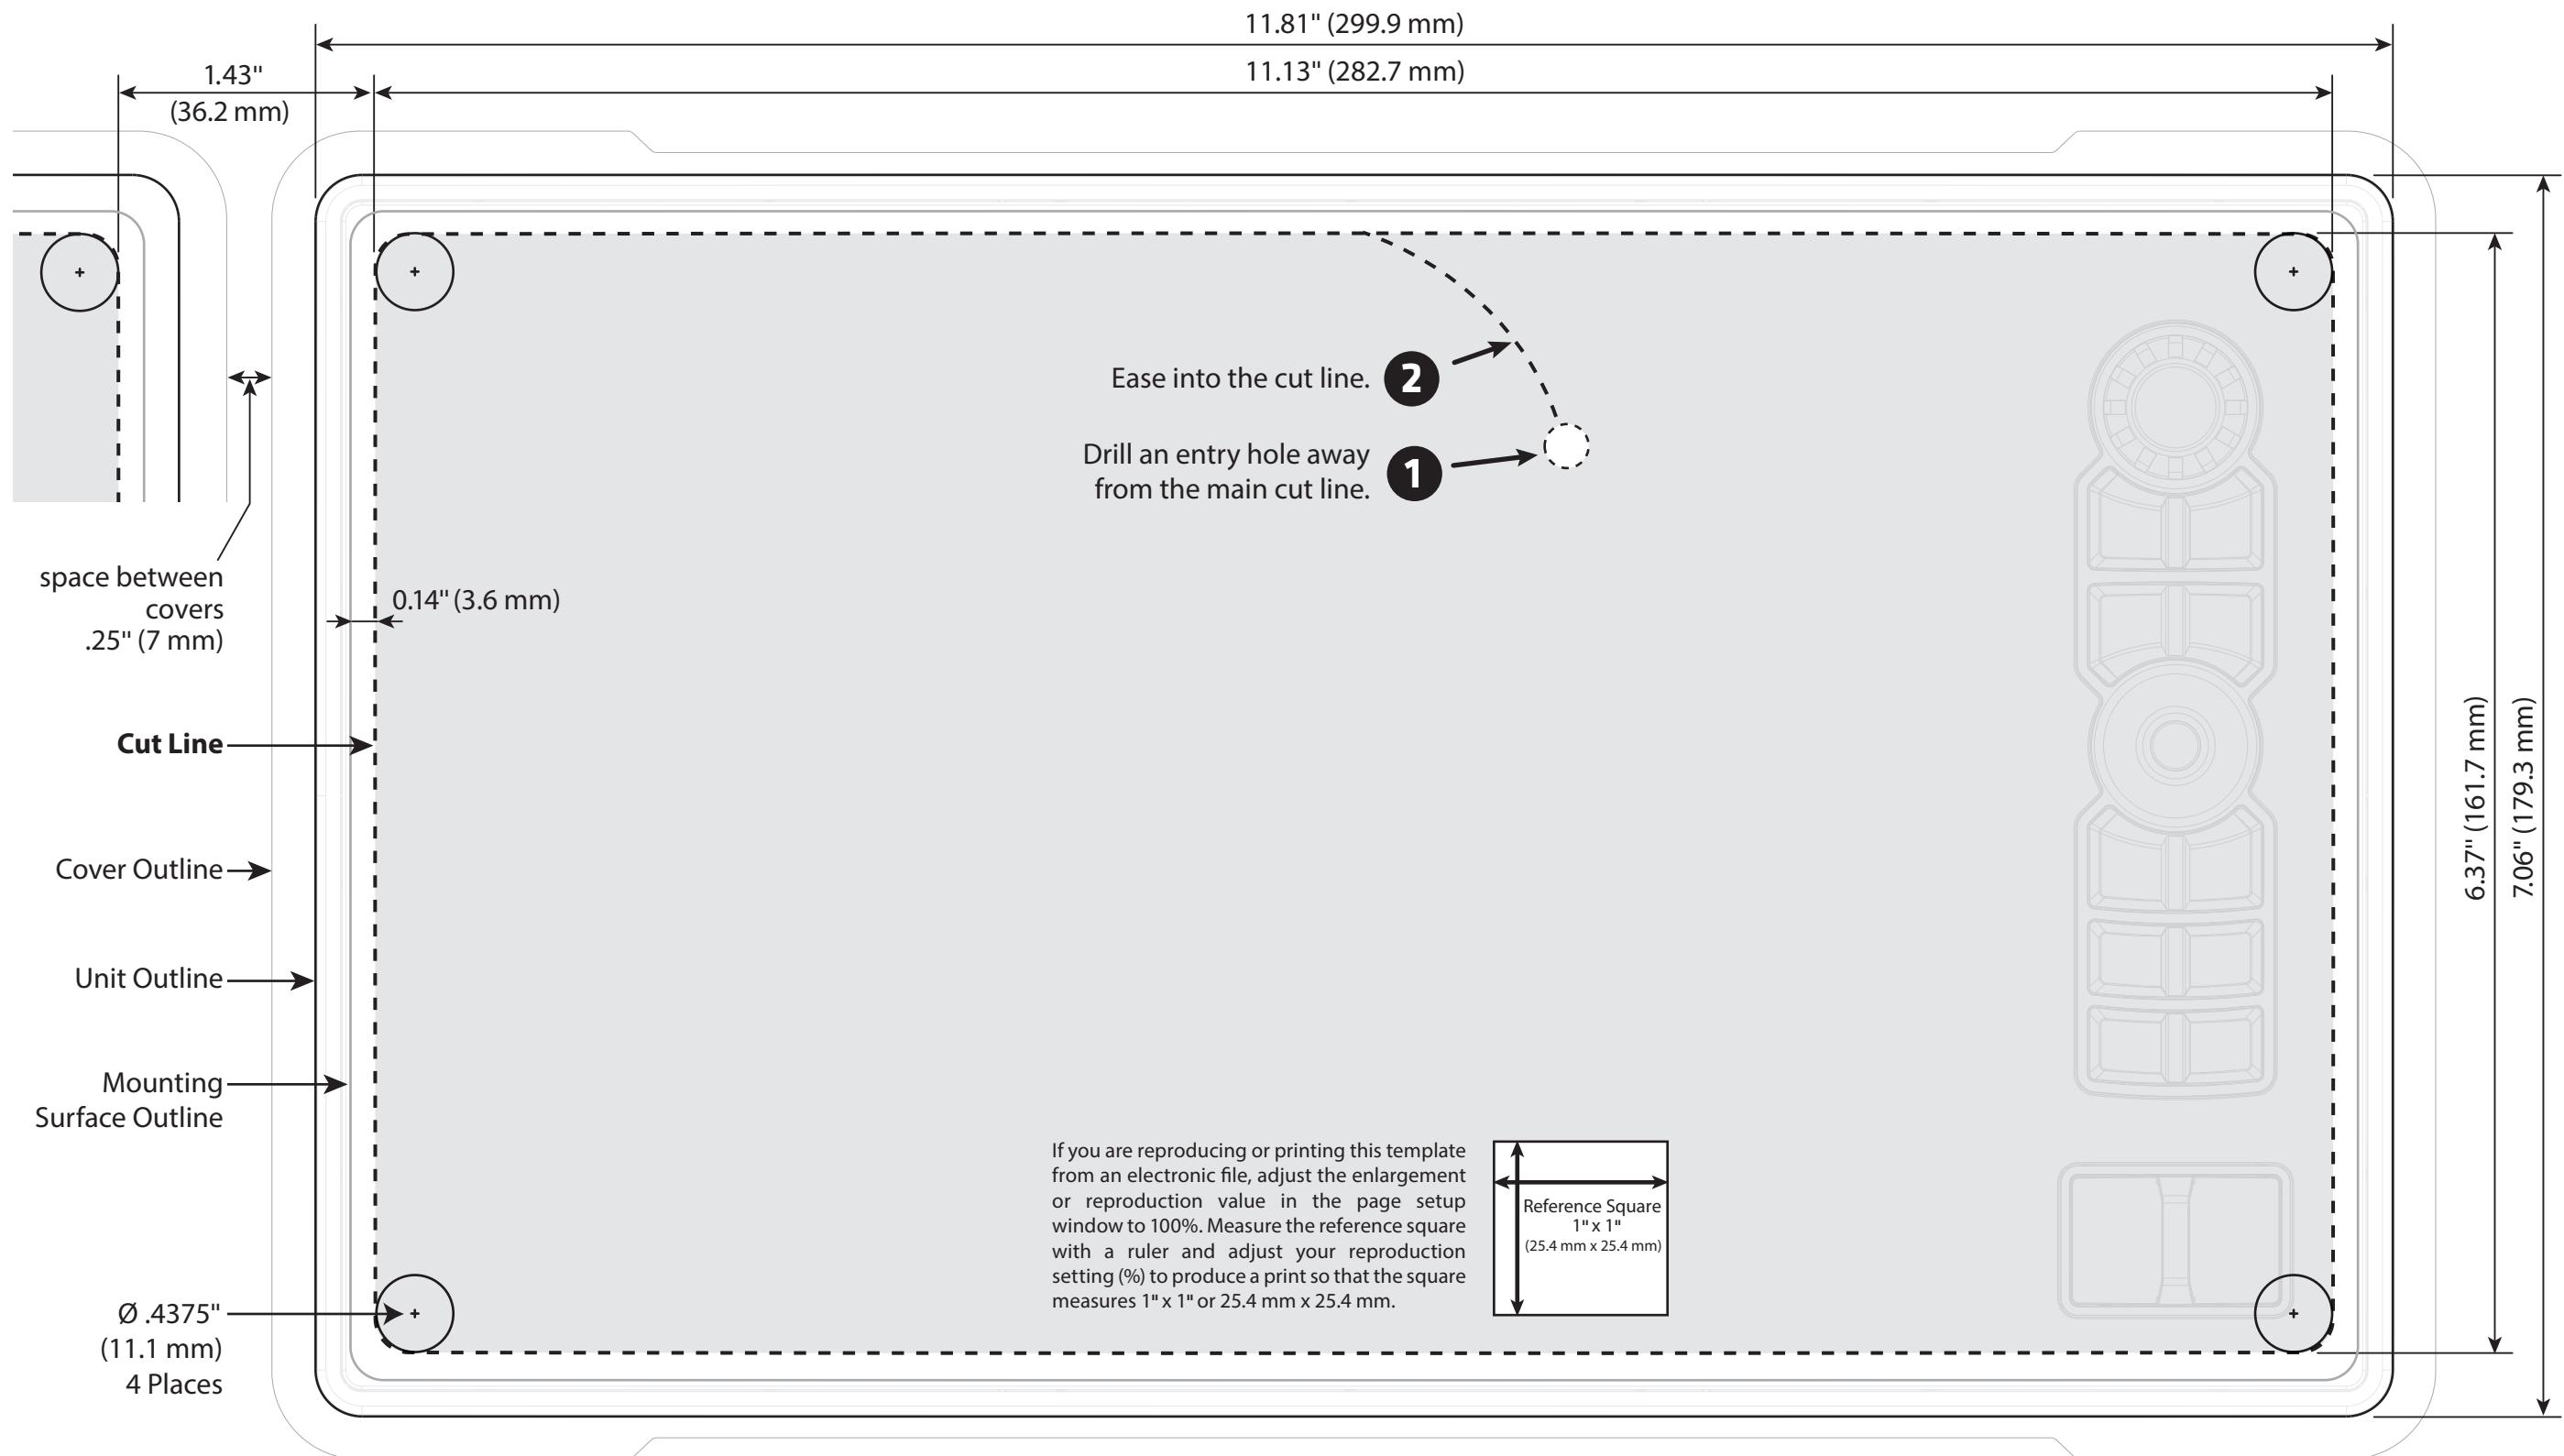 11.81" (299.9 mm)
11.13" (282.7 mm)
1.43"
(36.2 mm)
Ease into the cut line.
2
Drill an entry hole away
from the main cut line.
1
space between
covers
.25" (7 mm)
0.14" (3.6 mm)
Cut Line
Cover Outline
Unit Outline
Mounting
Surface Outline
Ø .4375"
(11.1 mm)
4 Places
If you are reproducing or printing this template
from an electronic file, adjust the enlargement
or reproduction value in the page setup
window to 100%. Measure the reference square
with a ruler and adjust your reproduction
setting (%) to produce a print so that the square
measures 1" x 1" or 25.4 mm x 25.4 mm.
Reference Square
1" x 1"
(25.4 mm x 25.4 mm)
6.37" (161.7 mm)
7.06" (179.3 mm)